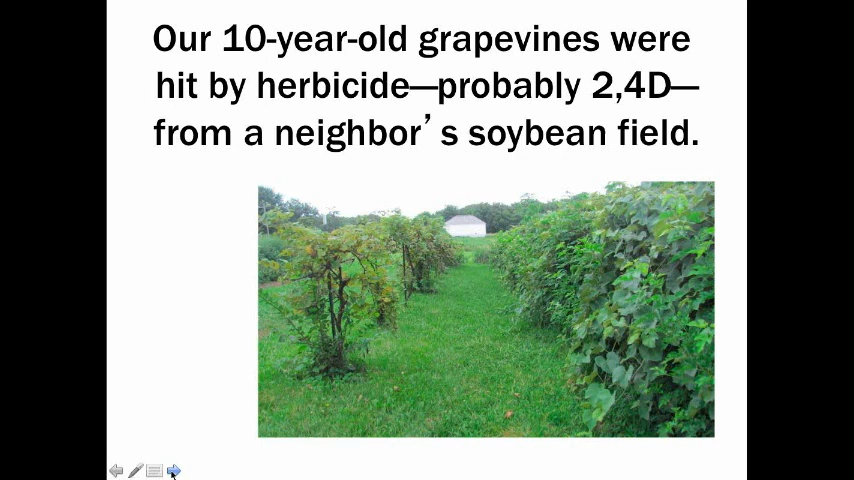 Our 10-year-old grapevines were
hit by herbicide—probably 2,4D—
from a neighbor’s soybean field.